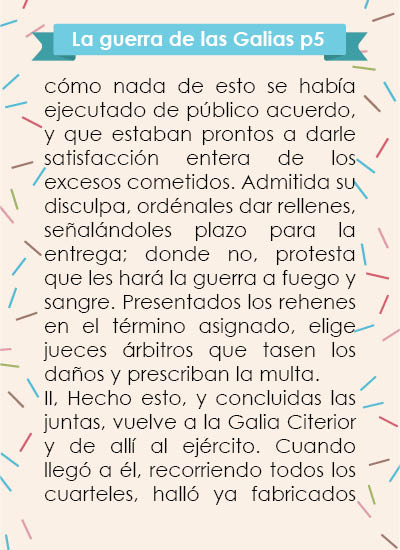 La guerra de las Galias p5
cómo nada de esto se había
ejecutado de público acuerdo,
y que estaban prontos a darle
satisfacción entera de los
excesos cometidos. Admitida su
disculpa, ordénales dar rellenes,
señalándoles plazo para la
entrega; donde no, protesta
que les hará la guerra a fuego y
sangre. Presentados los rehenes
en el término asignado, elige
jueces árbitros que tasen los
daños y prescriban la multa.
II, Hecho esto, y concluidas las
juntas, vuelve a la Galia Citerior
y de allí al ejército. Cuando
llegó a él, recorriendo todos los
cuarteles, halló ya fabricados